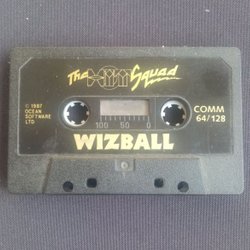 The Hit Squad
© 1987
OCEAN
SOFTWARE
LTD
COMM
64/128
100 50 0
WIZBALL